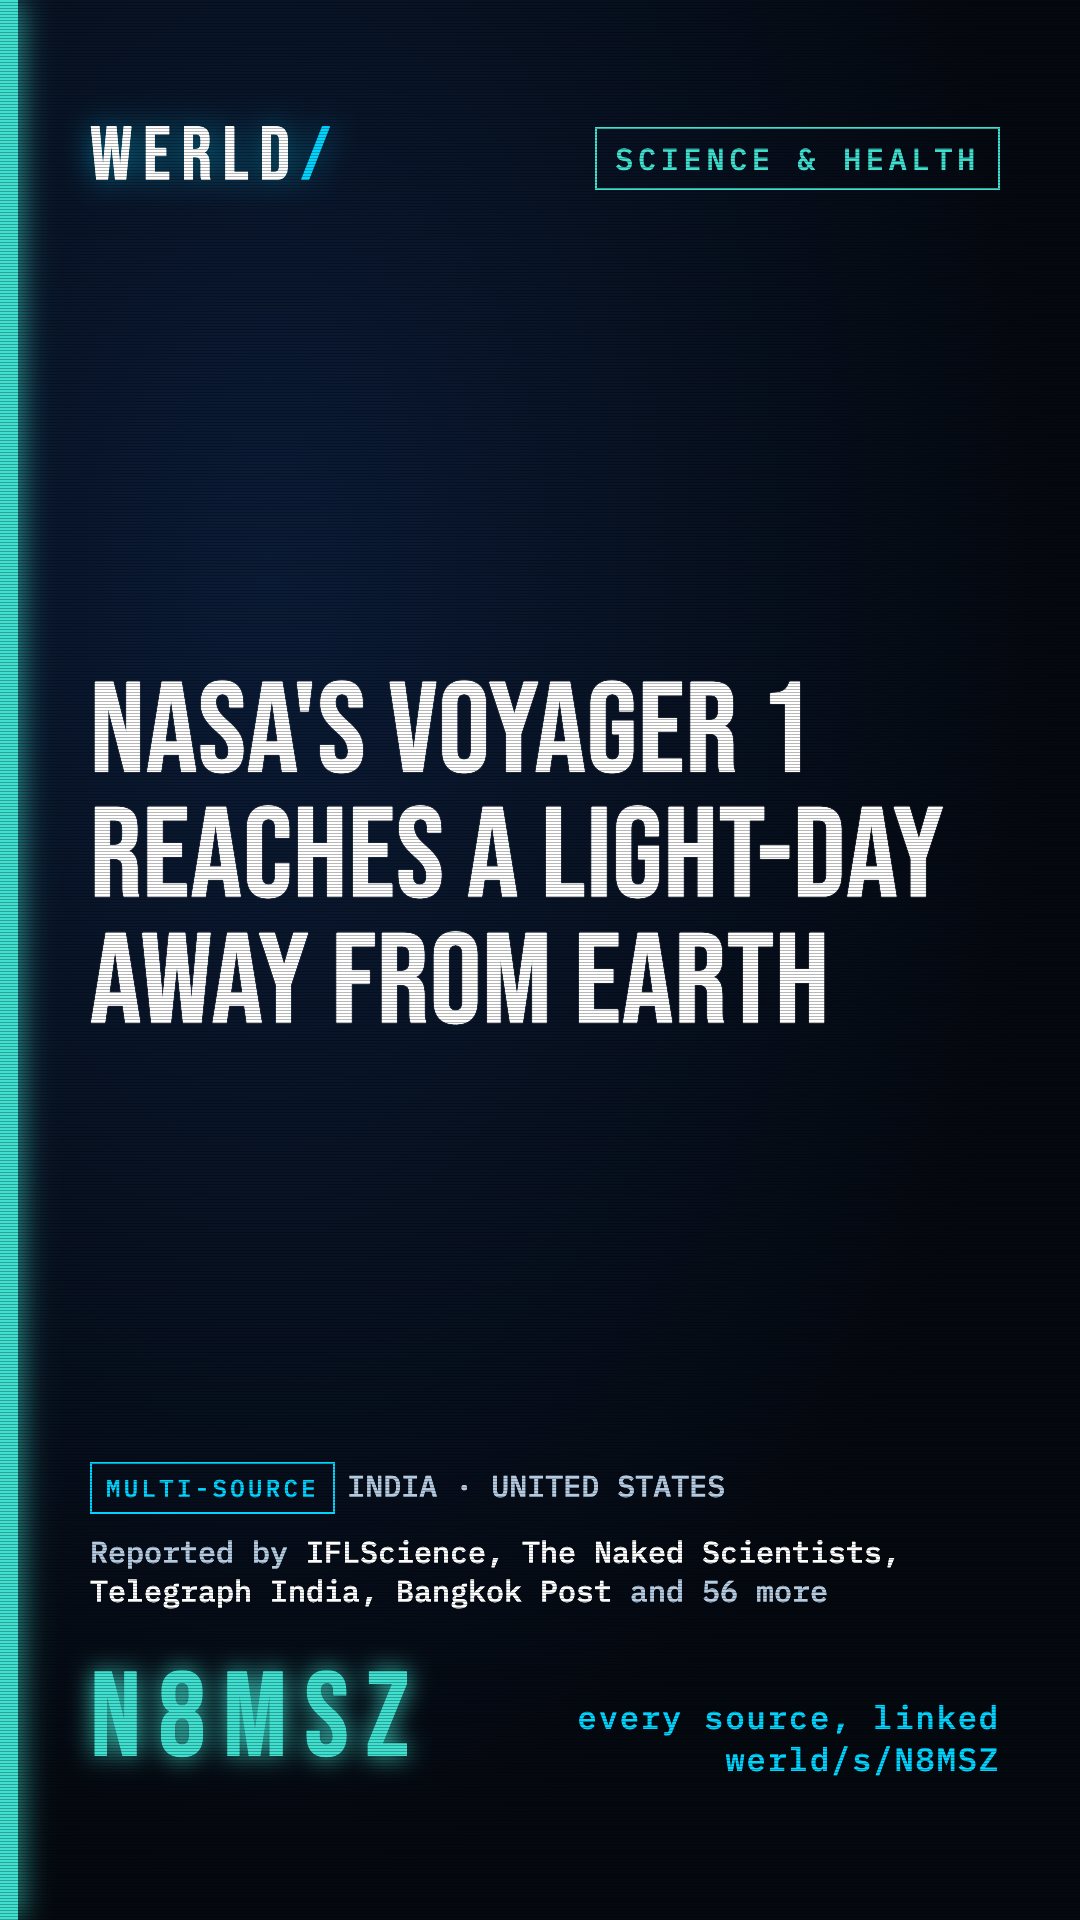 WERLD/
SCIENCE & HEALTH
NASA'S VOYAGER 1
REACHES A LIGHT-DAY
AWAY FROM EARTH
MULTI-SOURCE INDIA · UNITED STATES
Reported by IFLScience, The Naked Scientists,
Telegraph India, Bangkok Post and 56 more
N8MSZ
every source, linked
werld/s/N8MSZ